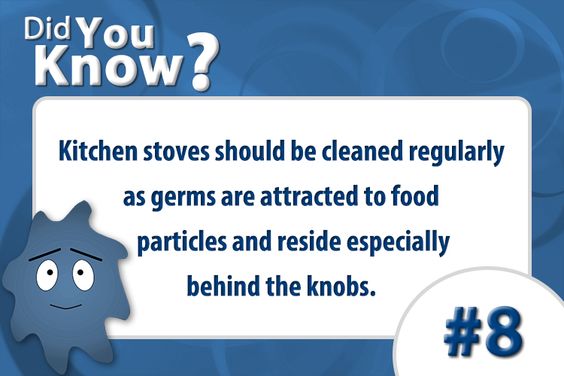 Did You
Know?
Kitchen stoves should be cleaned regularly
as germs are attracted to food
particles and reside especially
behind the knobs.
#8